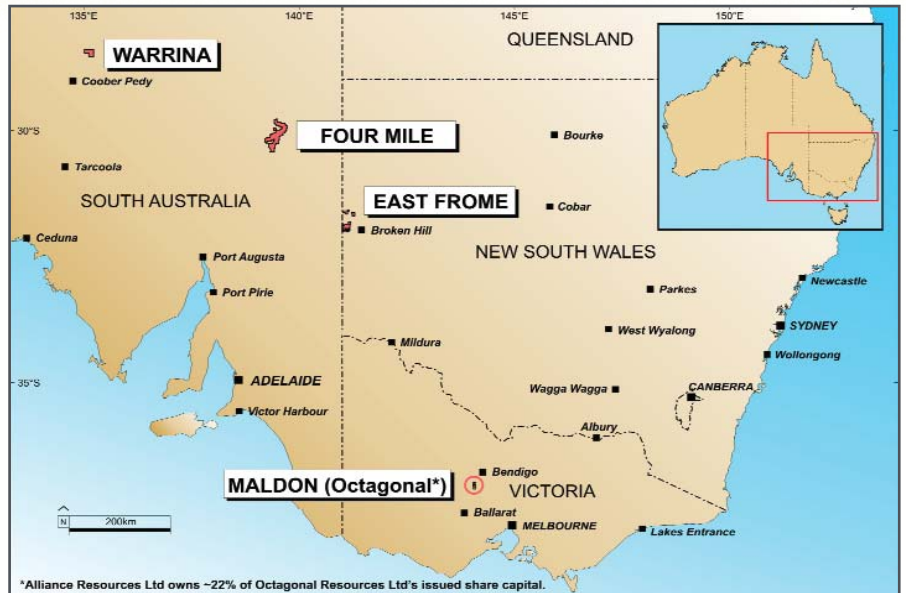 135°E
140°E
145°E
150°E
QUEENSLAND
WARRINA
Coober Pedy
30°S
FOUR MILE
Bourke
Tarcoola
SOUTH AUSTRALIA
EAST FROME
Cobar
Ceduna
Broken Hill
NEW SOUTH WALES
Port Augusta
Newcastle
Port Pirie
Parkes
SYDNEY
West Wyalong
Mildura
Wollongong
35°S
ADELAIDE
Wagga Wagga
CANBERRA
Victor Harbour
Albury
Bendigo
MALDON (Octagonal*)
VICTORIA
Ballarat
N
200km
MELBOURNE
Lakes Entrance
*Alliance Resources Ltd owns ~22% of Octagonal Resources Ltd's issued share capital.